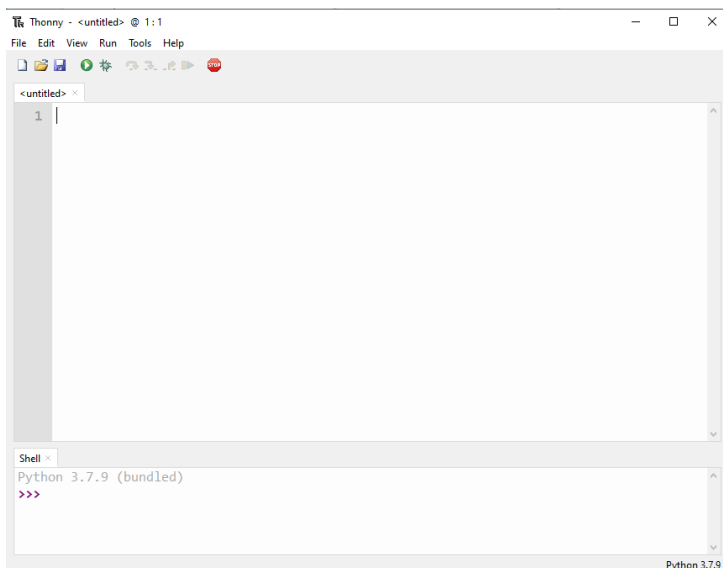 Thonny - <untitled> @ 1:1
File Edit View Run Tools Help
STOP
<untitled>
1
Shell
Python 3.7.9 (bundled)
>>>
Python 3.7.9